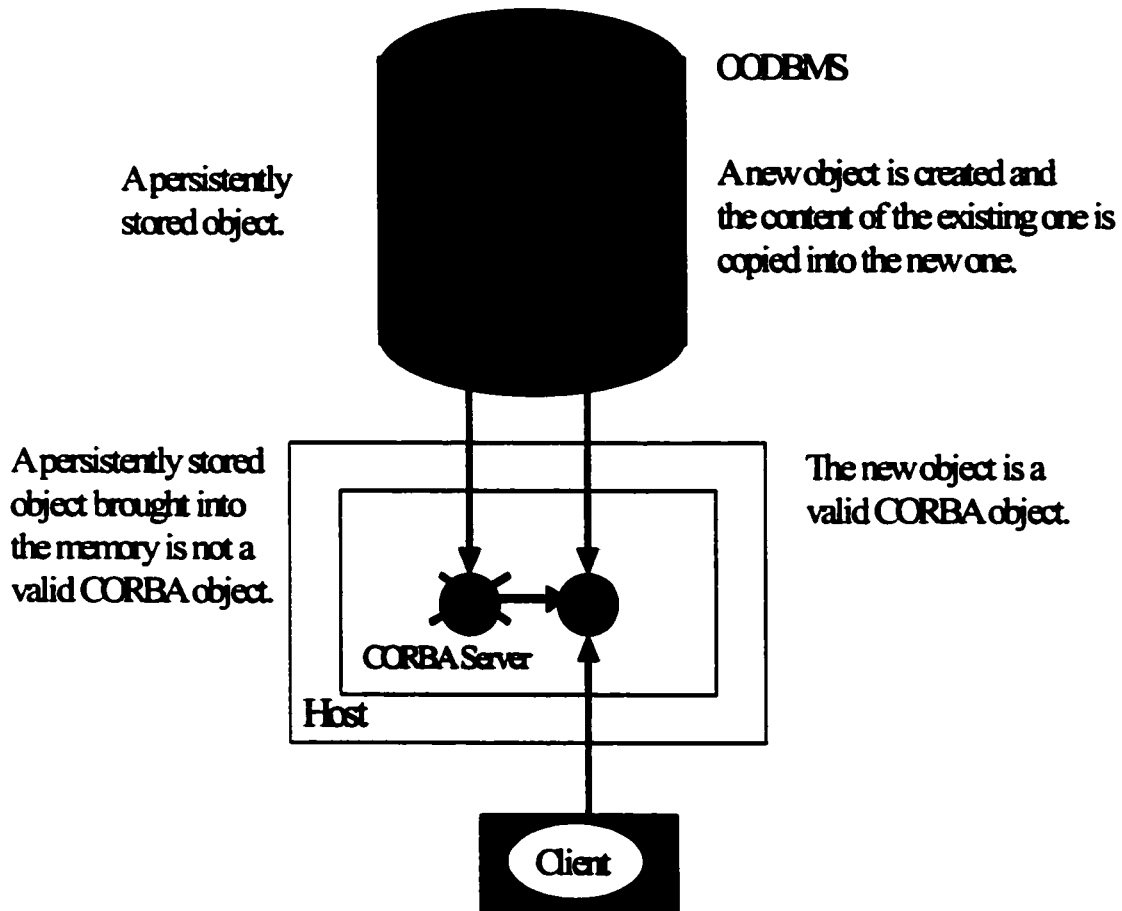 OODBMS
A persistently
stored object.
A new object is created and
the content of the existing one is
copied into the new one.
A persistently stored
object brought into
the memory is not a
valid CORBA object.
The new object is a
valid CORBA object.
CORBA Server
Host
Client